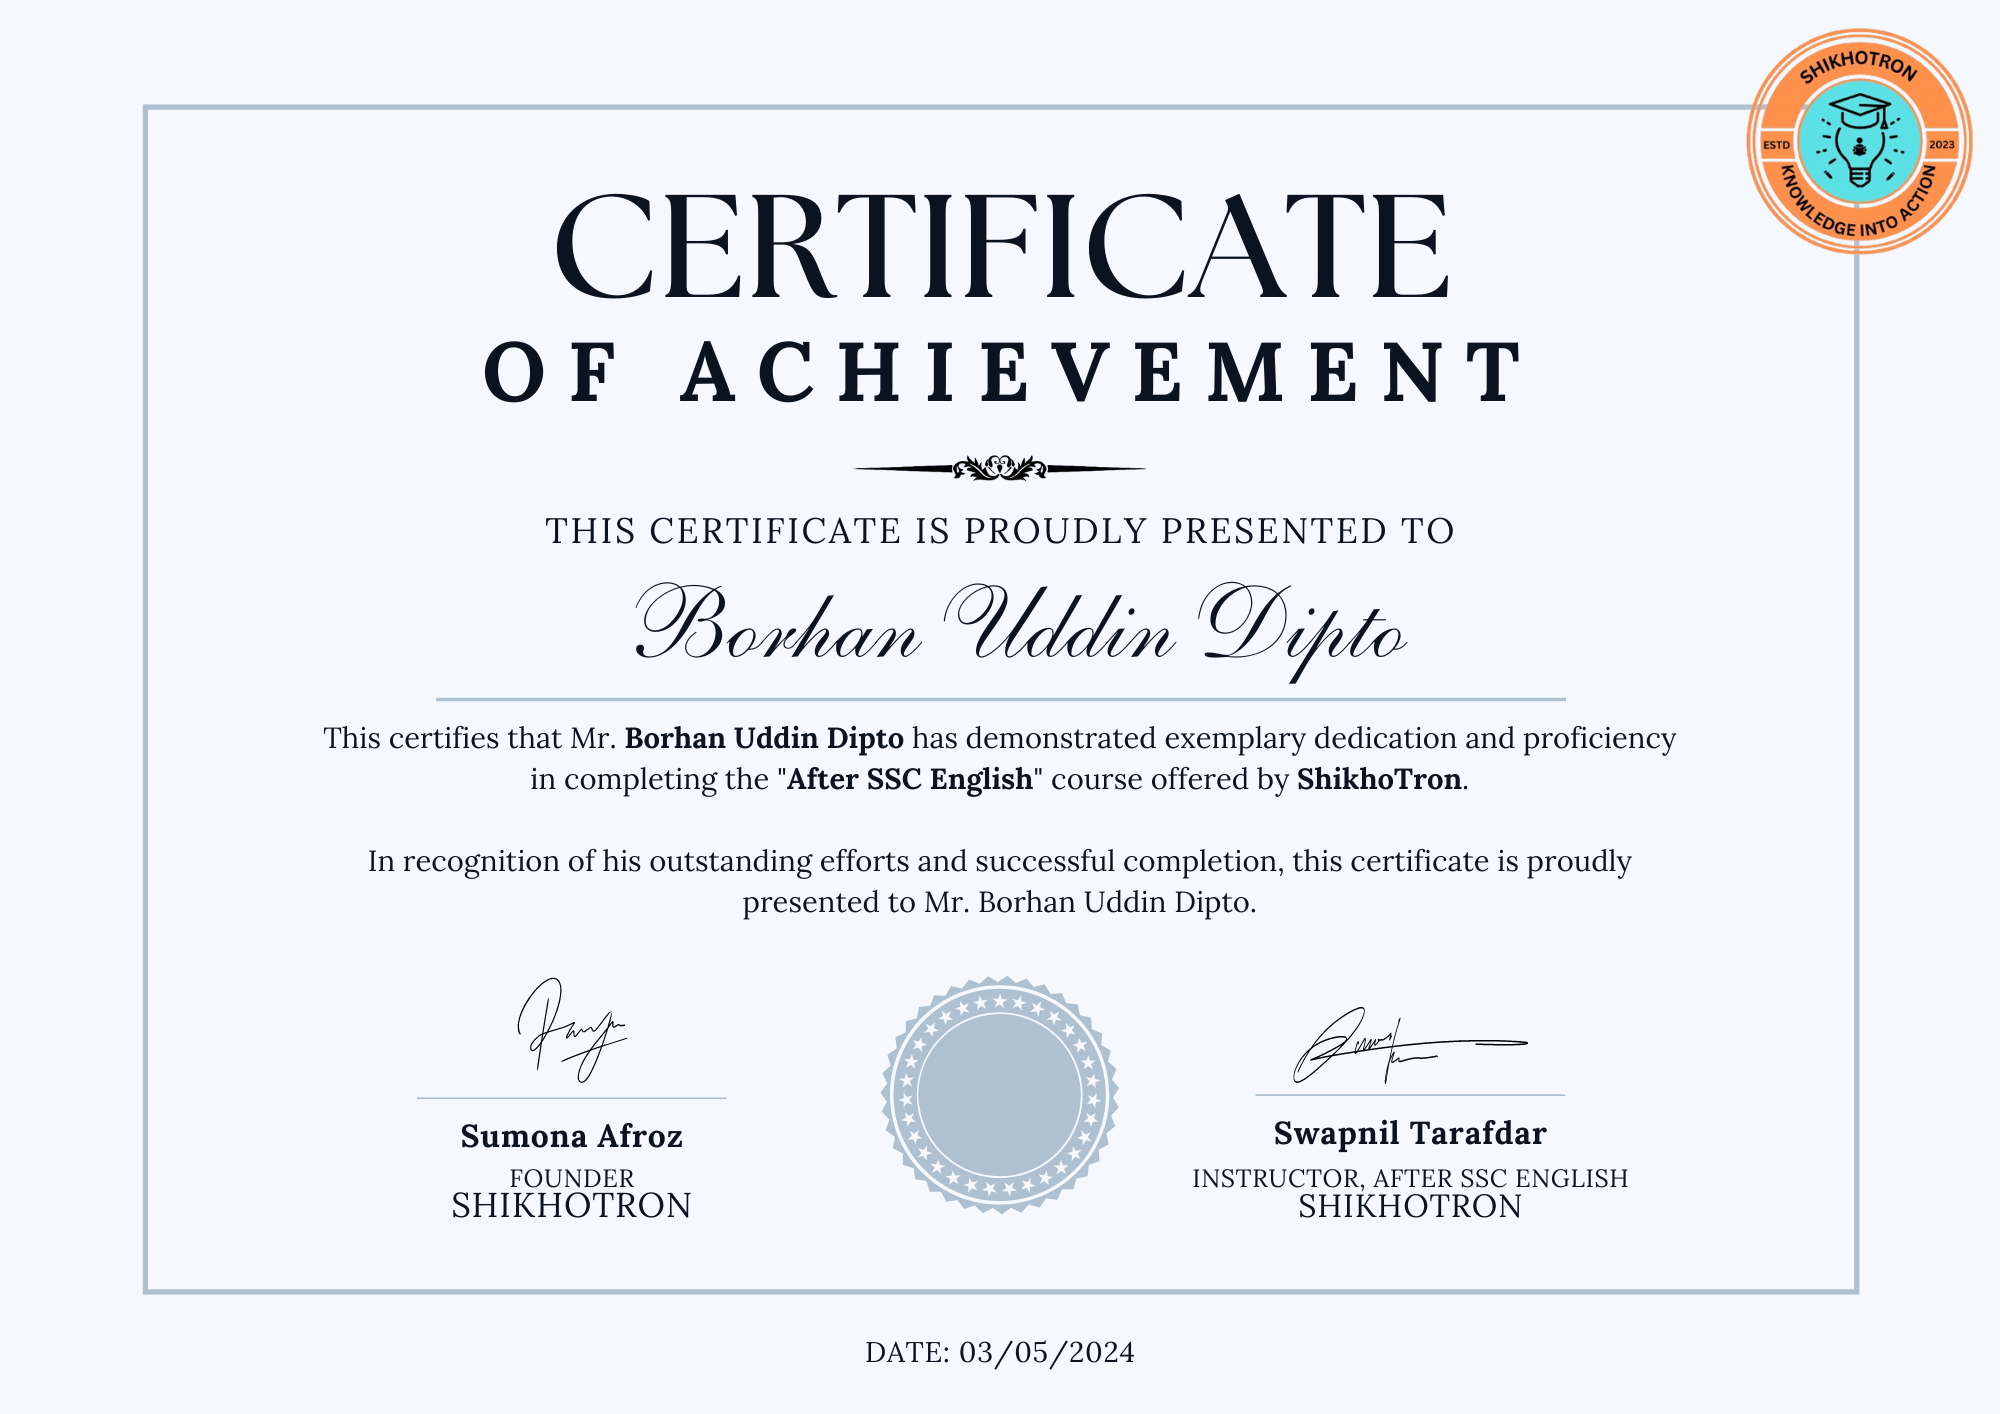 SHIKHOTRON
ESTD 2023
KNOWLEDGE INTO ACTION
CERTIFICATE
OF ACHIEVEMENT
THIS CERTIFICATE IS PROUDLY PRESENTED TO
Borhan Uddin Dipto
This certifies that Mr. Borhan Uddin Dipto has demonstrated exemplary dedication and proficiency
in completing the "After SSC English" course offered by ShikhoTron.
In recognition of his outstanding efforts and successful completion, this certificate is proudly
presented to Mr. Borhan Uddin Dipto.
Sumona Afroz
FOUNDER
SHIKHOTRON
Swapnil Tarafdar
INSTRUCTOR, AFTER SSC ENGLISH
SHIKHOTRON
DATE: 03/05/2024